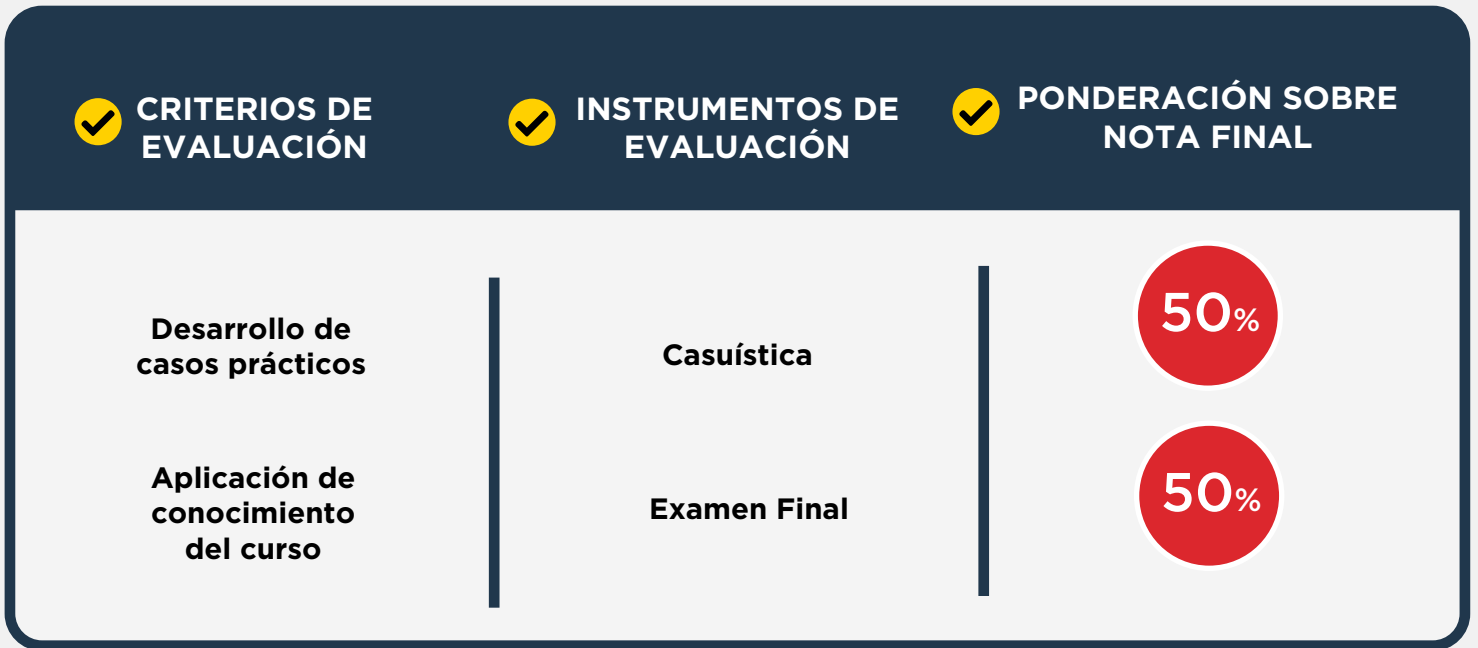 CRITERIOS DE
EVALUACIÓN
INSTRUMENTOS DE
EVALUACIÓN
PONDERACIÓN SOBRE
NOTA FINAL
Desarrollo de
casos prácticos
Casuística
50%
Aplicación de
conocimiento
del curso
Examen Final
50%